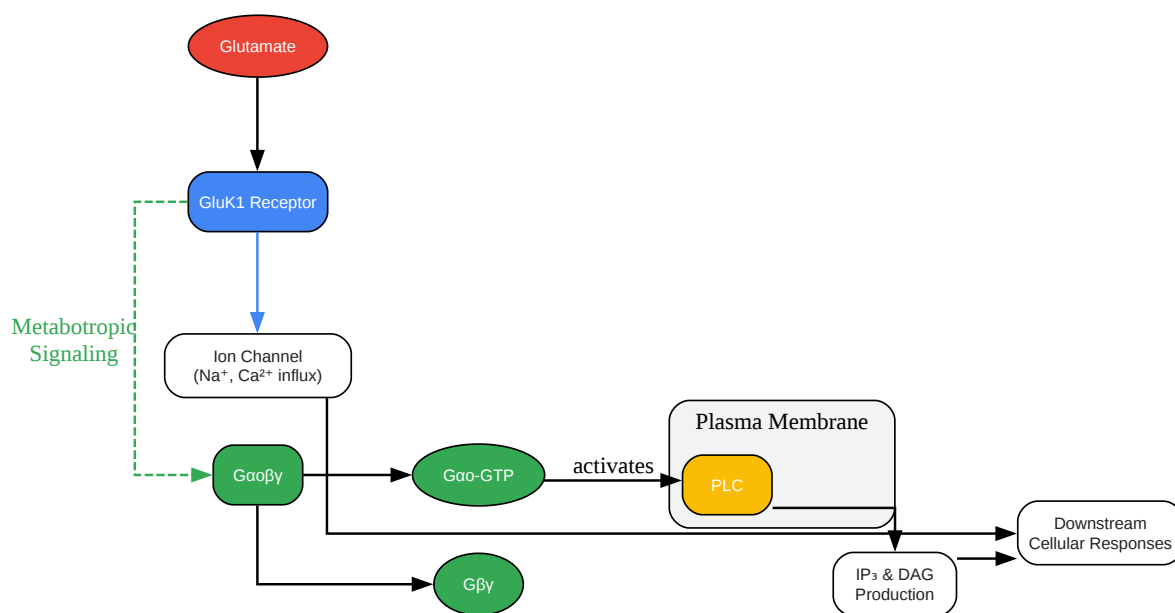 Glutamate
GluK1 Receptor
Metabotropic
Signaling
Ion Channel
(Na⁺, Ca²⁺ influx)
Plasma Membrane
Gαoβγ
Gαo-GTP
activates
PLC
Downstream
Cellular Responses
Gβγ
IP₃ & DAG
Production